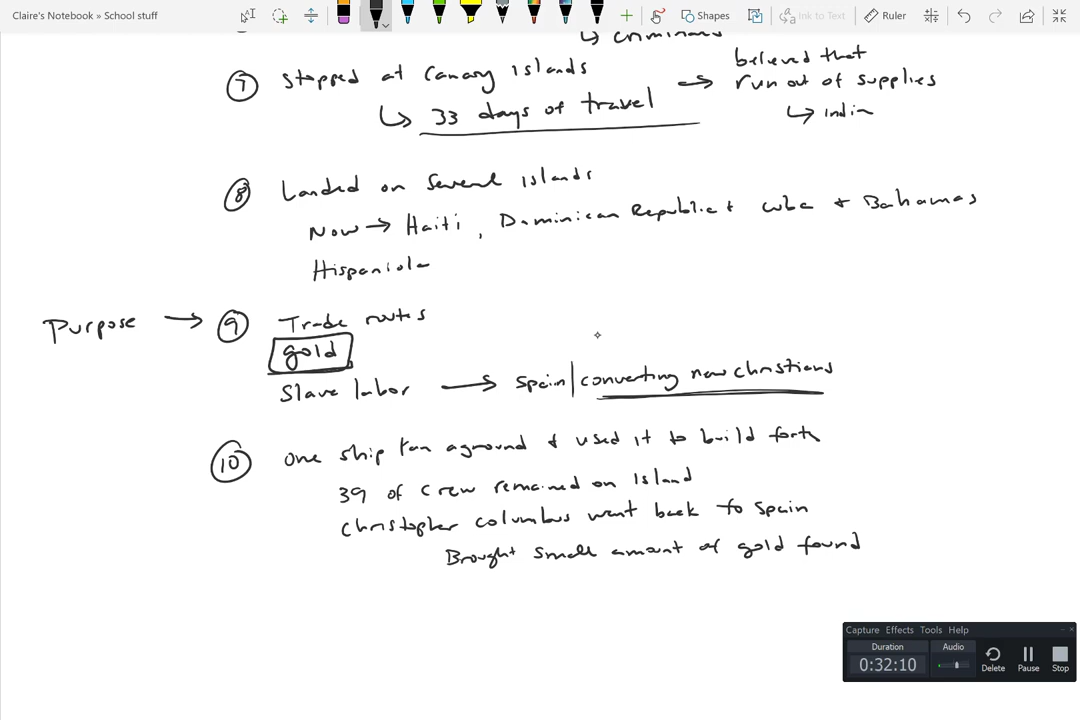 Claire's Notebook » School stuff
Shapes
Ink to Text
Ruler
↳ criminals
⑦ stopped at Canary islands
↳ 33 days of travel → believed that
run out of supplies
↳ India
⑧ Landed on several islands
Now → Haiti, Dominican Republic + Cuba + Bahamas
Hispaniola
Purpose → ⑨ Trade routes
gold
Slave labor → Spain/converting new christians
⑩ one ship ran aground + used it to build forth
39 of crew remained on Island
christopher columbus went back to spain
Brought small amount of gold found
Capture Effects Tools Help
Duration Audio
0:32:10
Delete Pause Stop